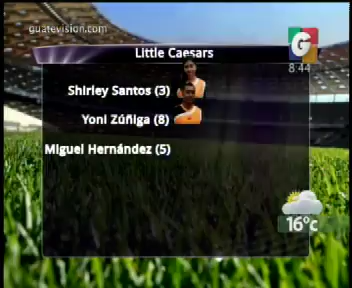 guatevision.com
Little Caesars
G
8:44
Shirley Santos (3)
Yoni Zúñiga (8)
Miguel Hernández (5)
16°c